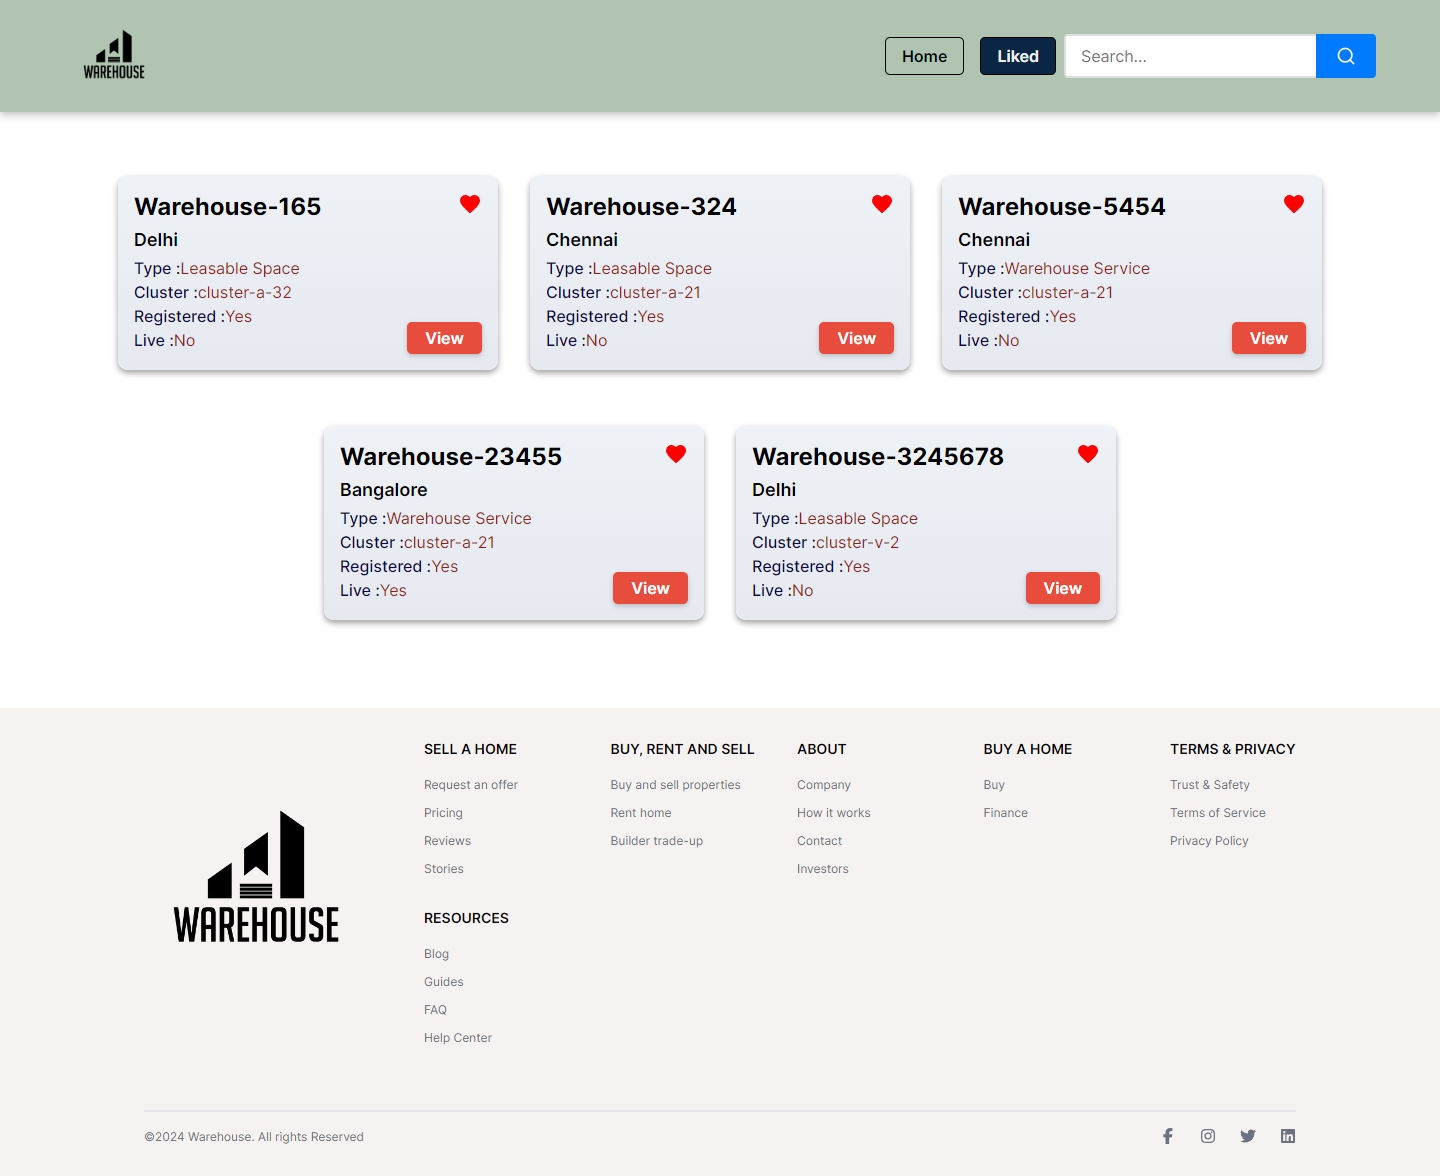 WAREHOUSE
Home
Liked
Search...
Warehouse-165
Delhi
Type :Leasable Space
Cluster :cluster-a-32
Registered :Yes
Live :No
View
Warehouse-324
Chennai
Type :Leasable Space
Cluster :cluster-a-21
Registered :Yes
Live :No
View
Warehouse-5454
Chennai
Type :Warehouse Service
Cluster :cluster-a-21
Registered :Yes
Live :No
View
Warehouse-23455
Bangalore
Type :Warehouse Service
Cluster :cluster-a-21
Registered :Yes
Live :Yes
View
Warehouse-3245678
Delhi
Type :Leasable Space
Cluster :cluster-v-2
Registered :Yes
Live :No
View
WAREHOUSE
SELL A HOME
Request an offer
Pricing
Reviews
Stories
BUY, RENT AND SELL
Buy and sell properties
Rent home
Builder trade-up
ABOUT
Company
How it works
Contact
Investors
BUY A HOME
Buy
Finance
TERMS & PRIVACY
Trust & Safety
Terms of Service
Privacy Policy
RESOURCES
Blog
Guides
FAQ
Help Center
©2024 Warehouse. All rights Reserved